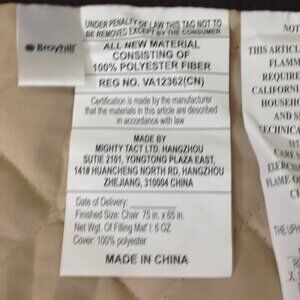 Broyhill
UNDER PENALTY OF LAW THIS TAG NOT TO
BE REMOVED EXCEPT BY THE CONSUMER
ALL NEW MATERIAL
CONSISTING OF
100% POLYESTER FIBER
REG NO. VA12362(CN)
Certification is made by the manufacturer
that the materials in this article are described
in accordance with law.
MADE BY
MIGHTY TACT LTD. HANGZHOU
SUTIE 2101, YONGTONG PLAZA EAST,
141# HUANCHENG NORTH RD, HANGZHOU
ZHEJIANG, 310004 CHINA
Date of Delivery:
Finished Size: Chair 75 in. x 65 in.
Net Wgt. Of Filling Mat'l: 6 OZ
Cover: 100% polyester
MADE IN CHINA
NOT
THIS ARTICL
FLAMM
REQUIRE
CALIFORNI
HOUSEH
AND
TECHNICA
117.
CARE
EXERCIS
FLAME O
C
THE UPH